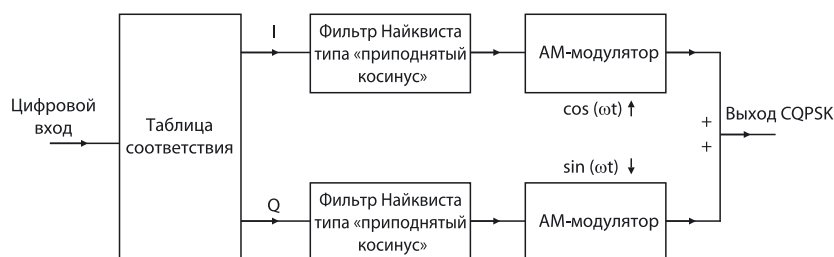 I
Фильтр Найквиста
типа «приподнятый
косинус»
АМ-модулятор
cos (ωt)
Цифровой
вход
Таблица
соответствия
+
+
Выход CQPSK
sin (ωt)
Q
Фильтр Найквиста
типа «приподнятый
косинус»
АМ-модулятор